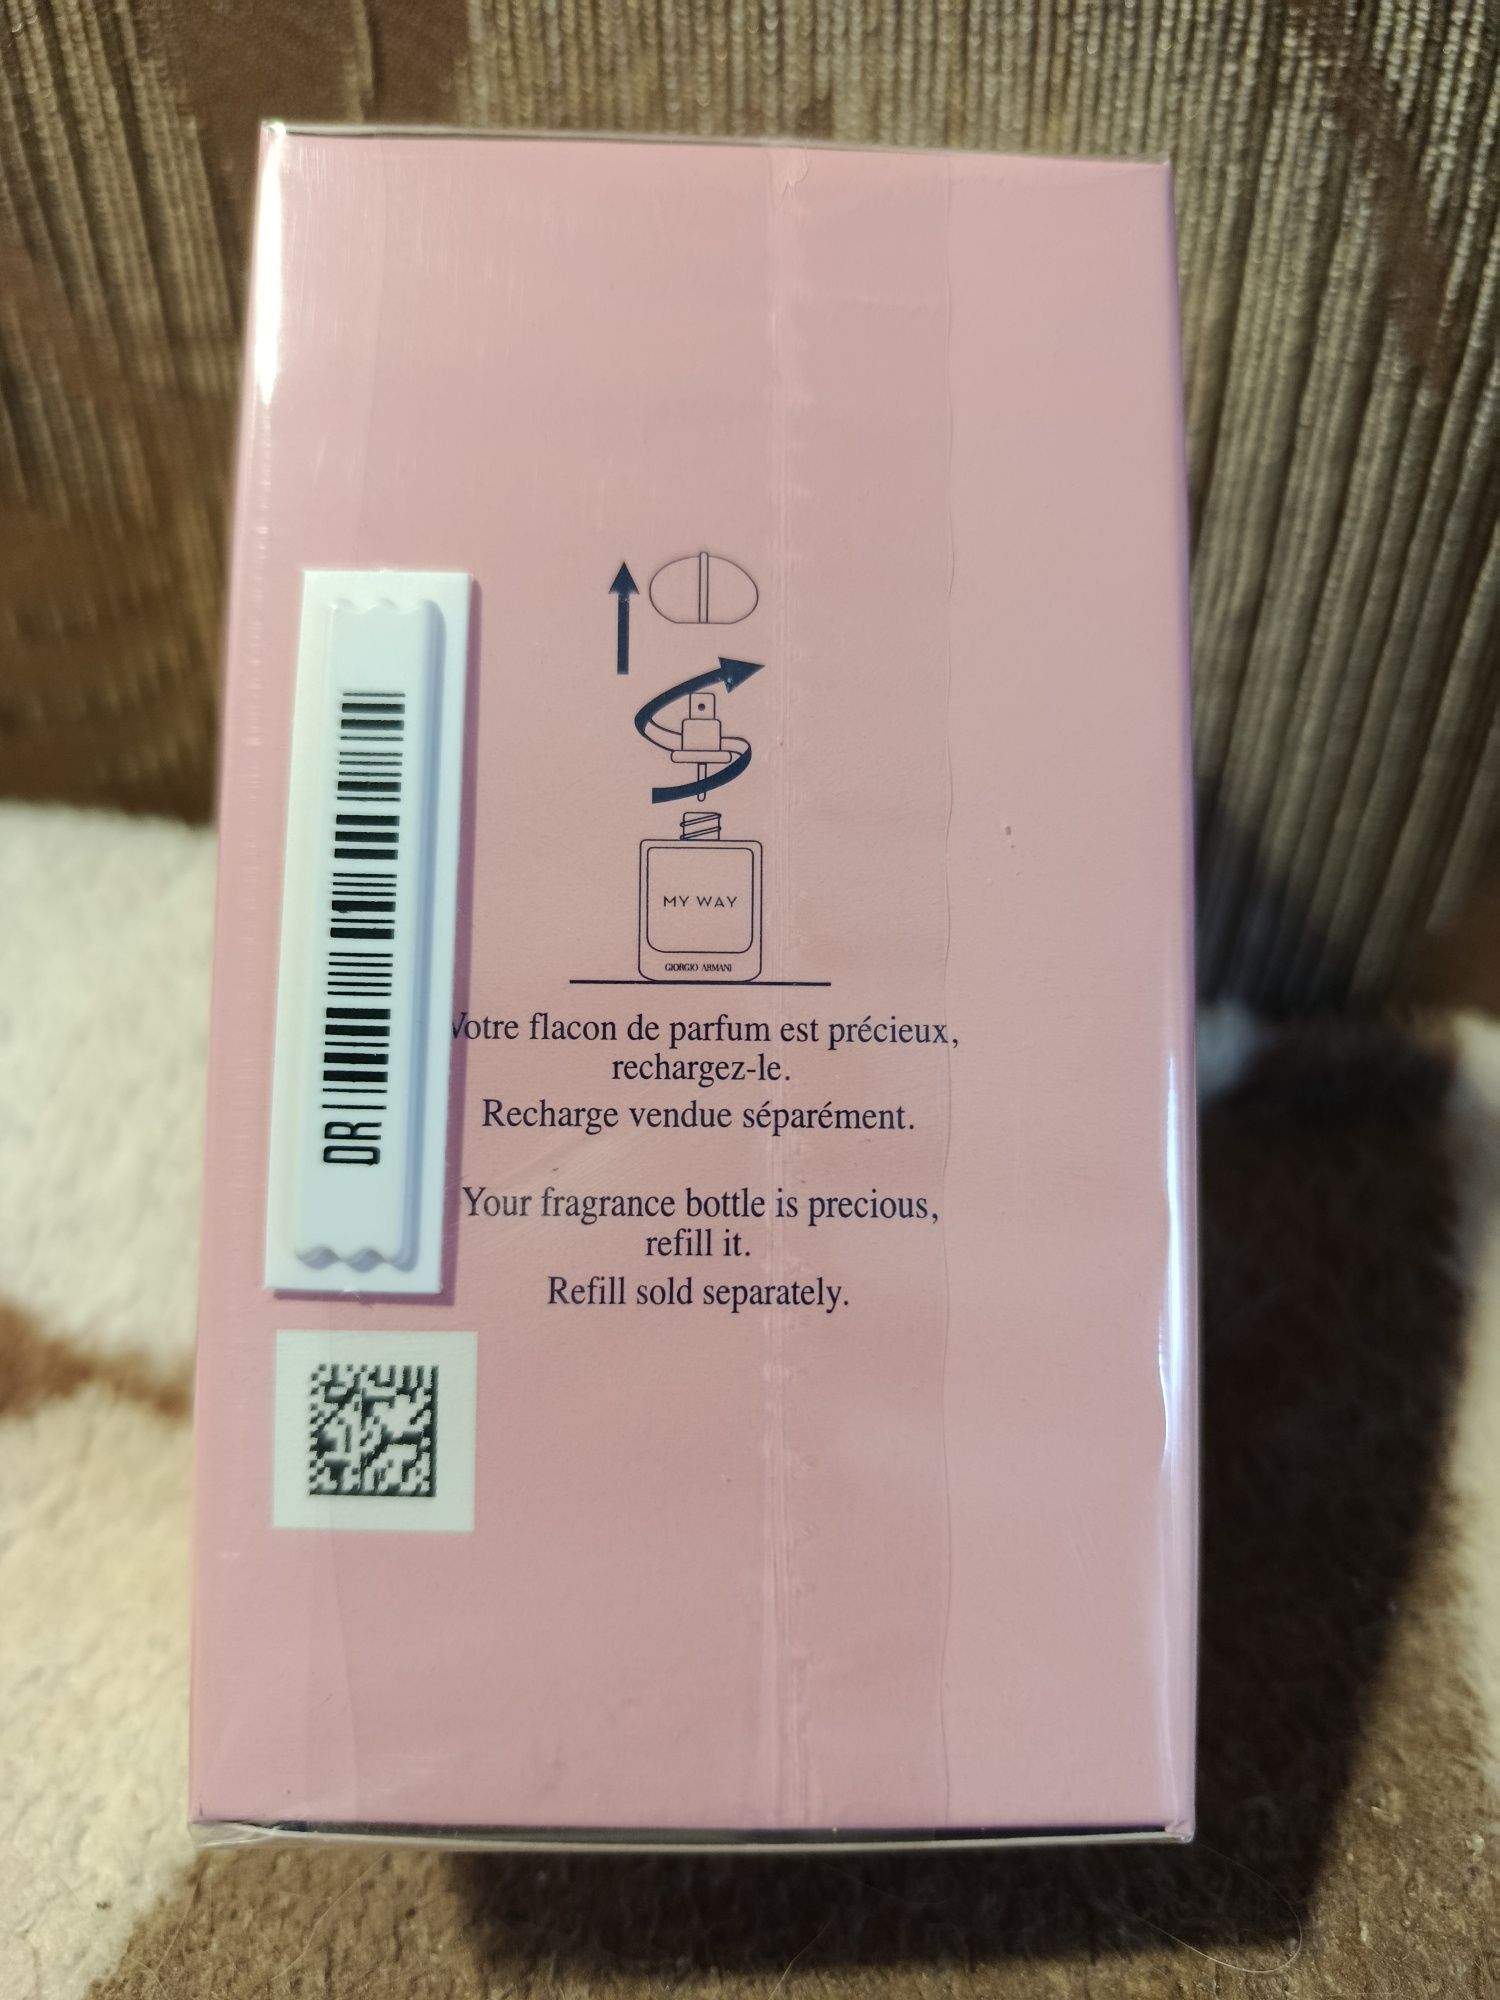 MY WAY
GIORGIO ARMANI
Votre flacon de parfum est précieux,
rechargez-le.
Recharge vendue séparément.
Your fragrance bottle is precious,
refill it.
Refill sold separately.
DR